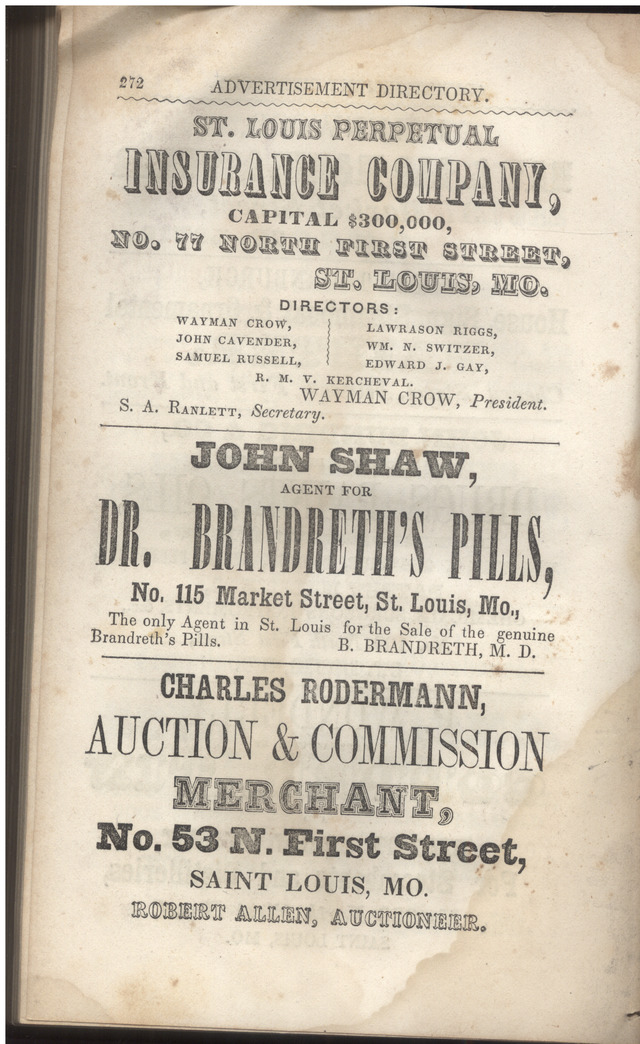 272 ADVERTISEMENT DIRECTORY.
ST. LOUIS PERPETUAL
INSURANCE COMPANY,
CAPITAL $300,000,
NO. 77 NORTH FIRST STREET,
ST. LOUIS, MO.
DIRECTORS:
WAYMAN CROW, LAWRASON RIGGS,
JOHN CAVENDER, WM. N. SWITZER,
SAMUEL RUSSELL, EDWARD J. GAY,
R. M. V. KERCHEVAL.
WAYMAN CROW, President.
S. A. RANLETT, Secretary.
JOHN SHAW,
AGENT FOR
DR. BRANDRETH'S PILLS,
No. 115 Market Street, St. Louis, Mo.,
The only Agent in St. Louis for the Sale of the genuine
Brandreth's Pills. B. BRANDRETH, M. D.
CHARLES RODERMANN,
AUCTION & COMMISSION
MERCHANT,
No. 53 N. First Street,
SAINT LOUIS, MO.
ROBERT ALLEN, AUCTIONEER.